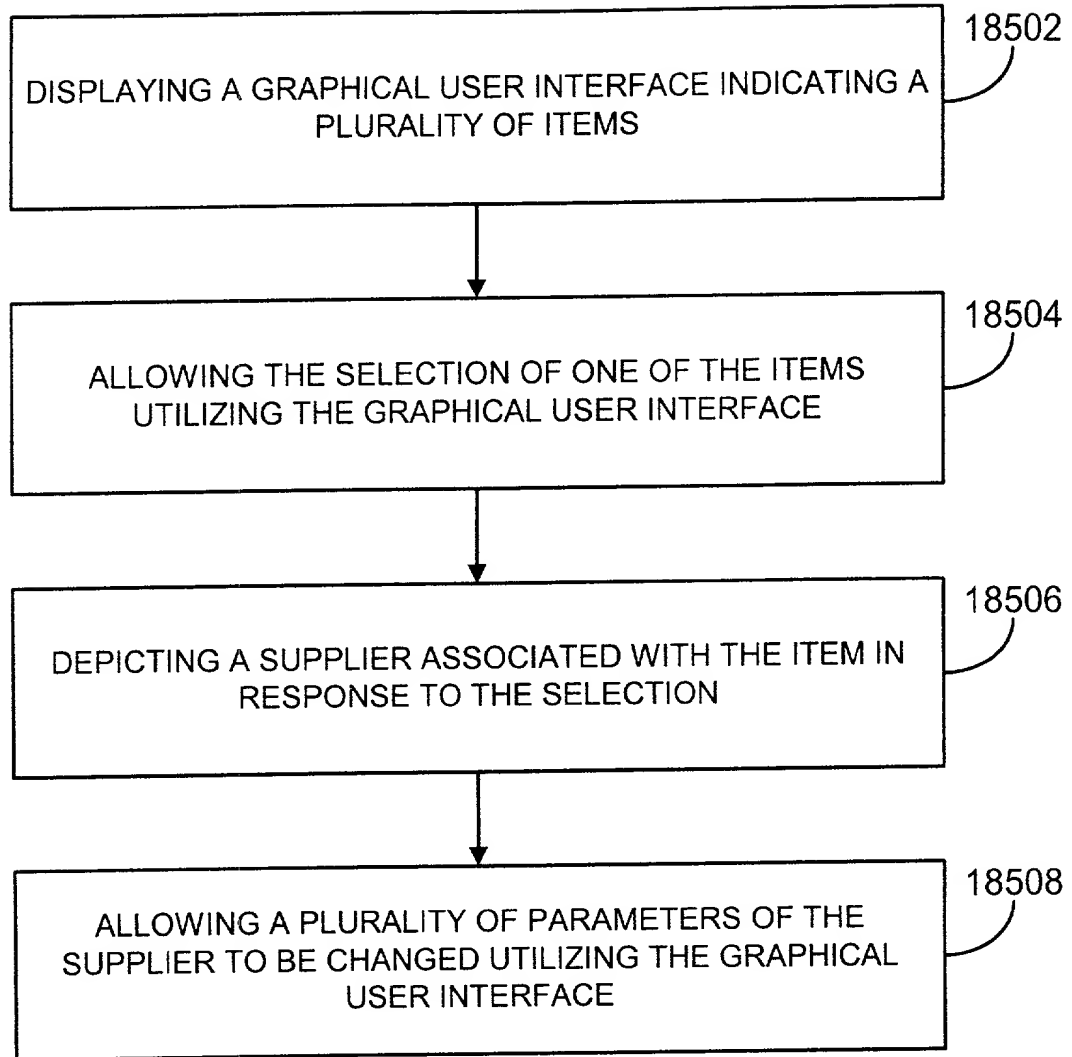 18502
DISPLAYING A GRAPHICAL USER INTERFACE INDICATING A
PLURALITY OF ITEMS
18504
ALLOWING THE SELECTION OF ONE OF THE ITEMS
UTILIZING THE GRAPHICAL USER INTERFACE
18506
DEPICTING A SUPPLIER ASSOCIATED WITH THE ITEM IN
RESPONSE TO THE SELECTION
18508
ALLOWING A PLURALITY OF PARAMETERS OF THE
SUPPLIER TO BE CHANGED UTILIZING THE GRAPHICAL
USER INTERFACE